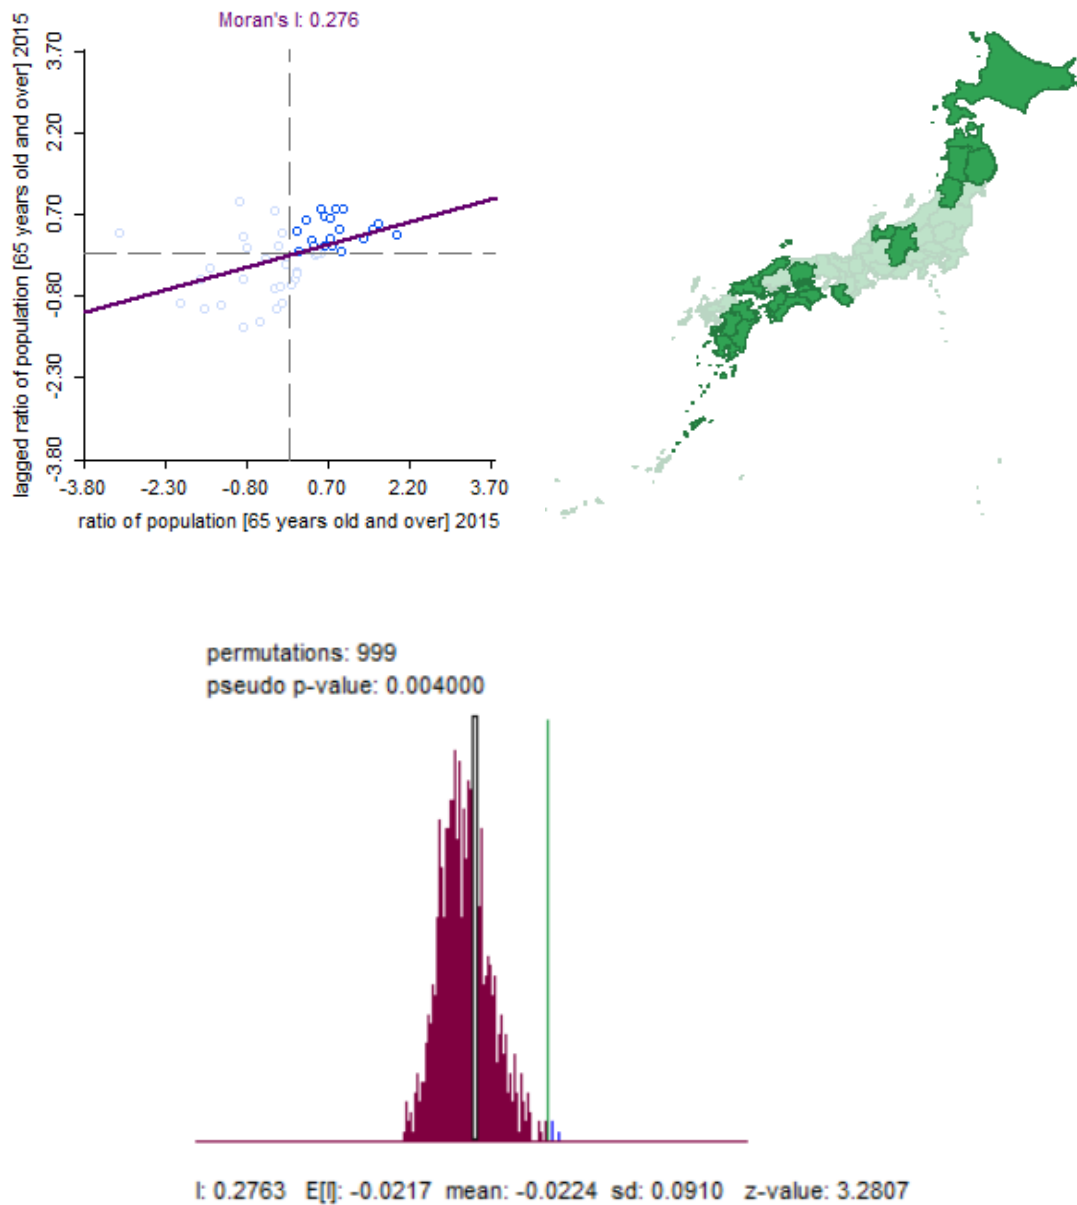 Moran's I: 0.276
lagged ratio of population [65 years old and over] 2015
3.70
2.20
0.70
-0.80
-2.30
-3.80
-3.80 -2.30 -0.80 0.70 2.20 3.70
ratio of population [65 years old and over] 2015
permutations: 999
pseudo p-value: 0.004000
I: 0.2763 E[I]: -0.0217 mean: -0.0224 sd: 0.0910 z-value: 3.2807